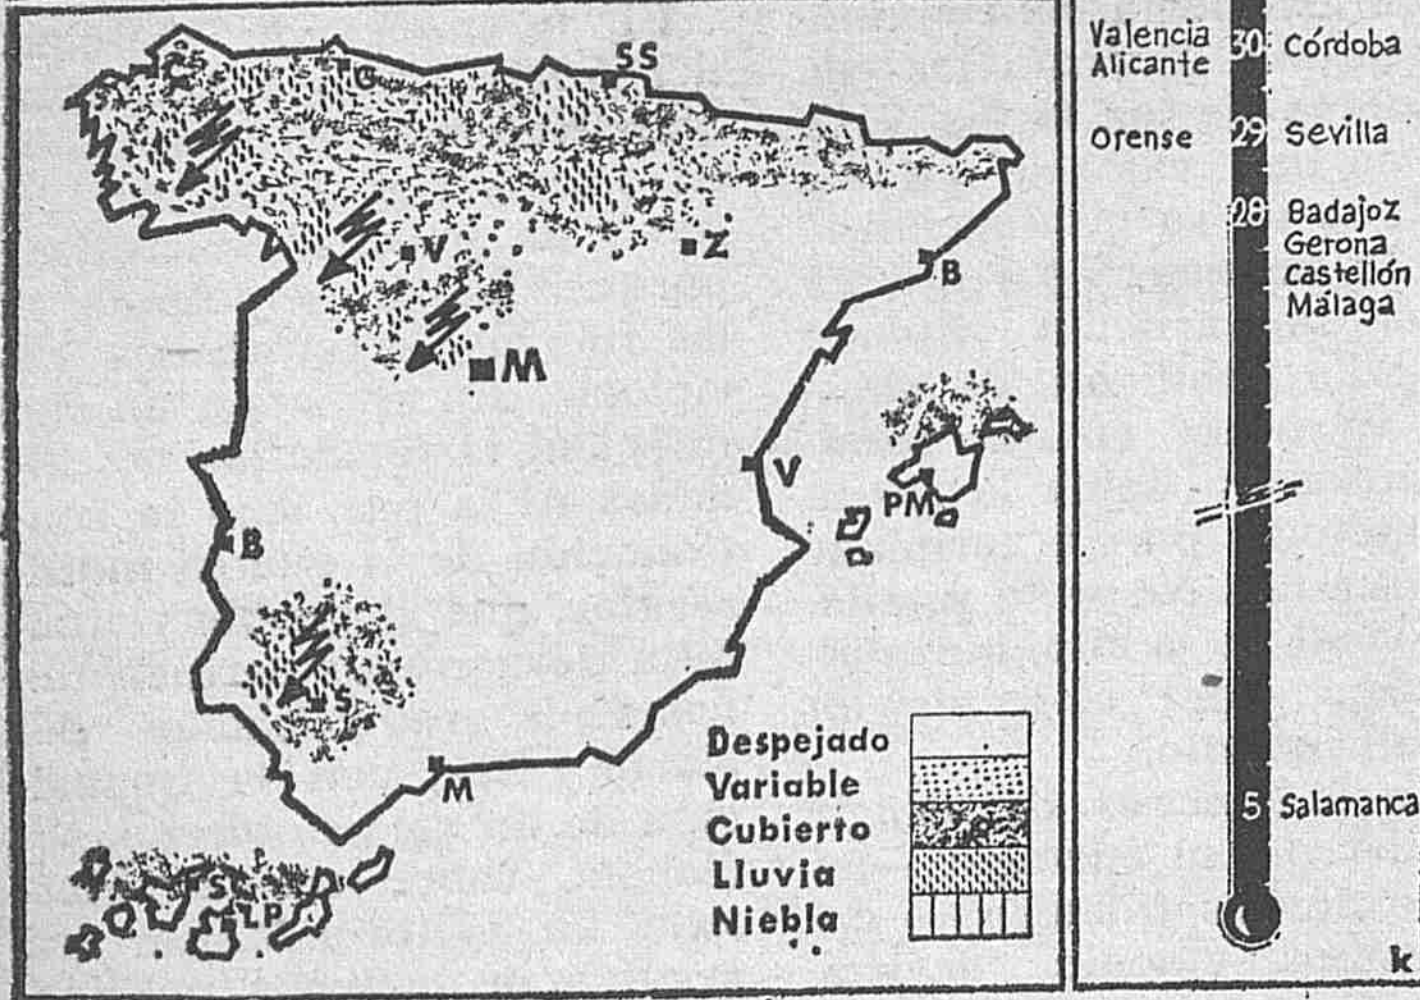 SS
G
V
Z
B
M
V
PM
B
S
M
S
LP
Despejado
Variable
Cubierto
Lluvia
Niebla
Valencia
Alicante
30
Córdoba
Orense
29
Sevilla
28
Badajoz
Gerona
Castellón
Málaga
5
Salamanca
k